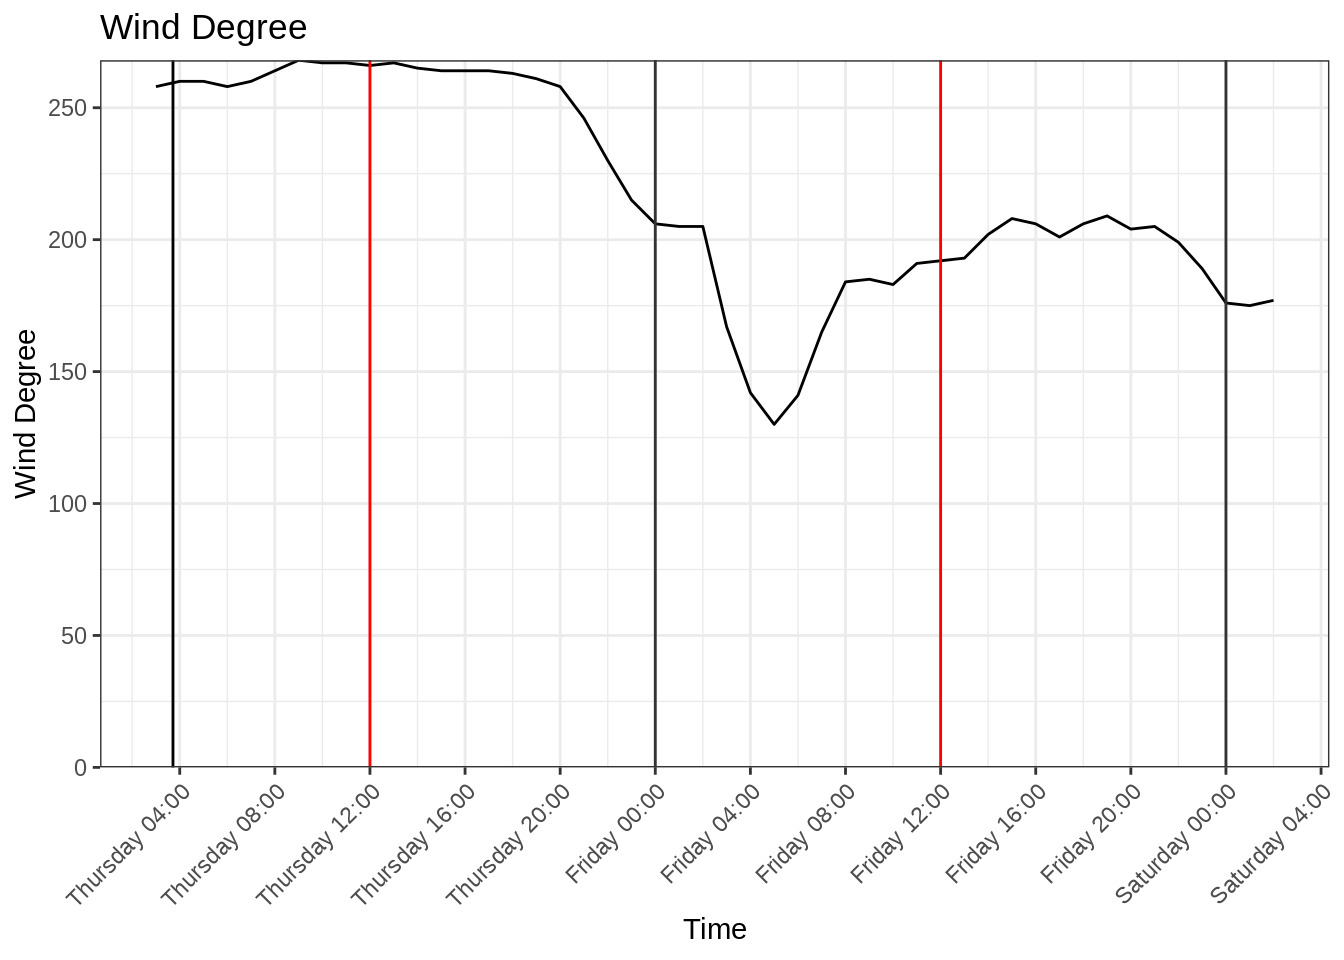 Wind Degree
Wind Degree
250
200
150
100
50
0
Thursday 04:00
Thursday 08:00
Thursday 12:00
Thursday 16:00
Thursday 20:00
Friday 00:00
Friday 04:00
Friday 08:00
Friday 12:00
Friday 16:00
Friday 20:00
Saturday 00:00
Saturday 04:00
Time